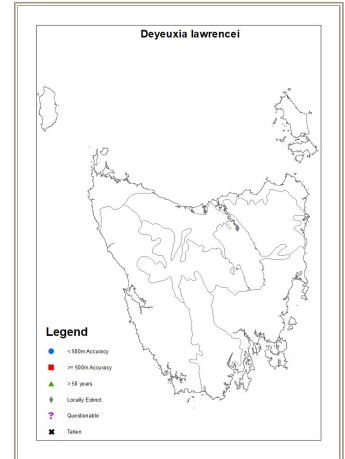 Deyeuxia lawrencei
Legend
< 500m Accuracy
>= 500m Accuracy
> 50 years
Locally Extinct
? Questionable
Taken